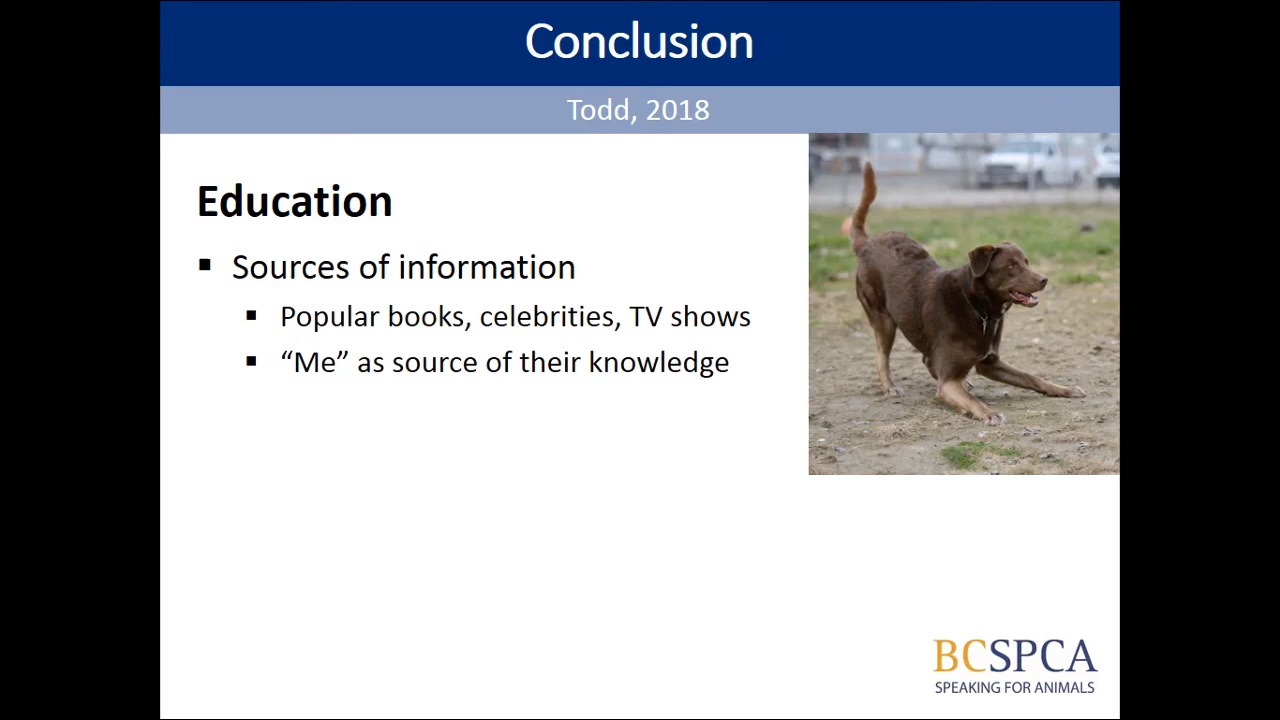 Conclusion
Todd, 2018
Education
▪ Sources of information
▪ Popular books, celebrities, TV shows
▪ “Me” as source of their knowledge
BCSPCA
SPEAKING FOR ANIMALS